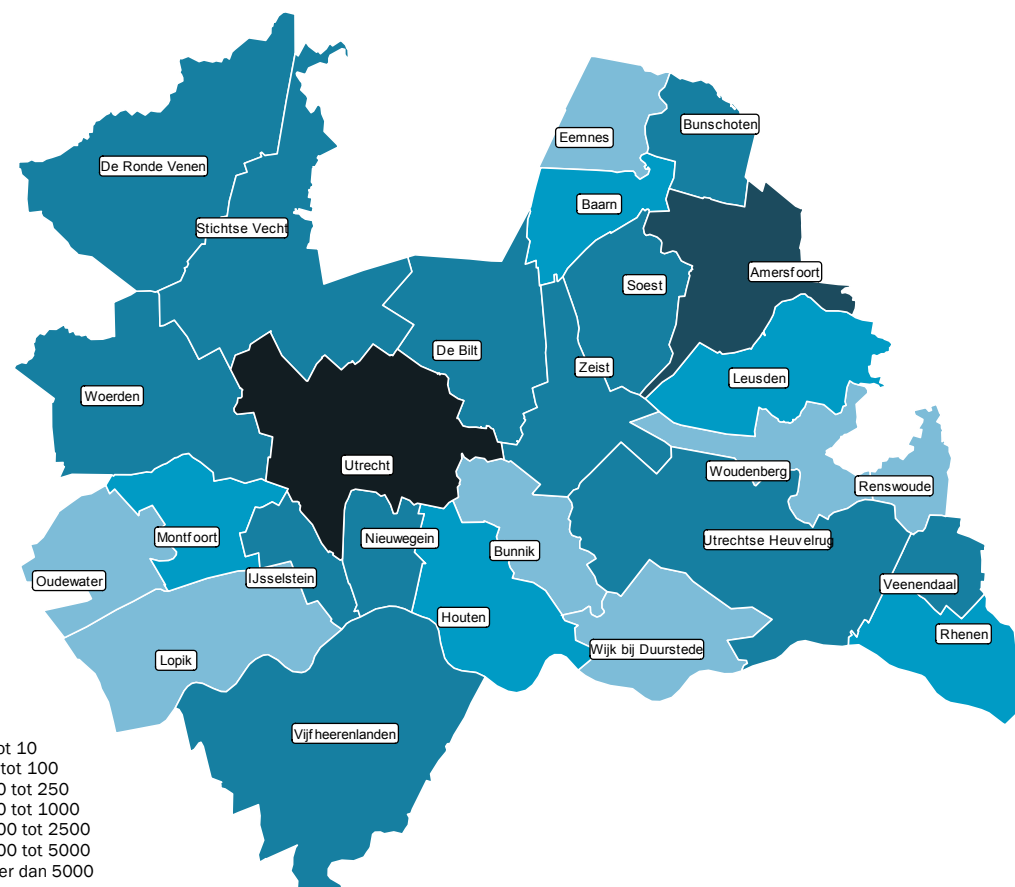 Eemnes
Bunschoten
De Ronde Venen
Baarn
Stichtse Vecht
Amersfoort
Soest
De Bilt
Zeist
Leusden
Woerden
Utrecht
Woudenberg
Renswoude
Montfoort
Nieuwegein
Utrechtse Heuvelrug
Bunnik
Oudewater
IJsselstein
Veenendaal
Houten
Rhenen
Wijk bij Duurstede
Lopik
Vijfheerenlanden
ot 10
tot 100
0 tot 250
0 tot 1000
00 tot 2500
00 tot 5000
er dan 5000